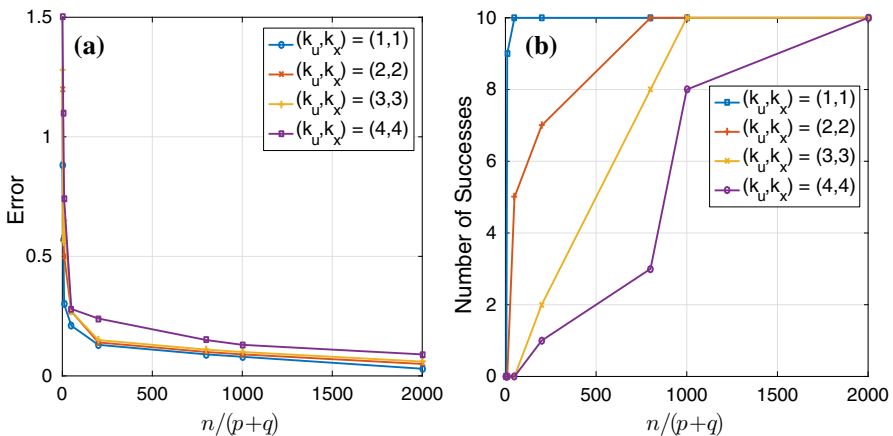 (a)
(k_u,k_x) = (1,1)
(k_u,k_x) = (2,2)
(k_u,k_x) = (3,3)
(k_u,k_x) = (4,4)
1.5
1
0.5
0
Error
0
500
1000
1500
2000
n/(p+q)
(b)
(k_u,k_x) = (1,1)
(k_u,k_x) = (2,2)
(k_u,k_x) = (3,3)
(k_u,k_x) = (4,4)
10
8
6
4
2
0
Number of Successes
0
500
1000
1500
2000
n/(p+q)